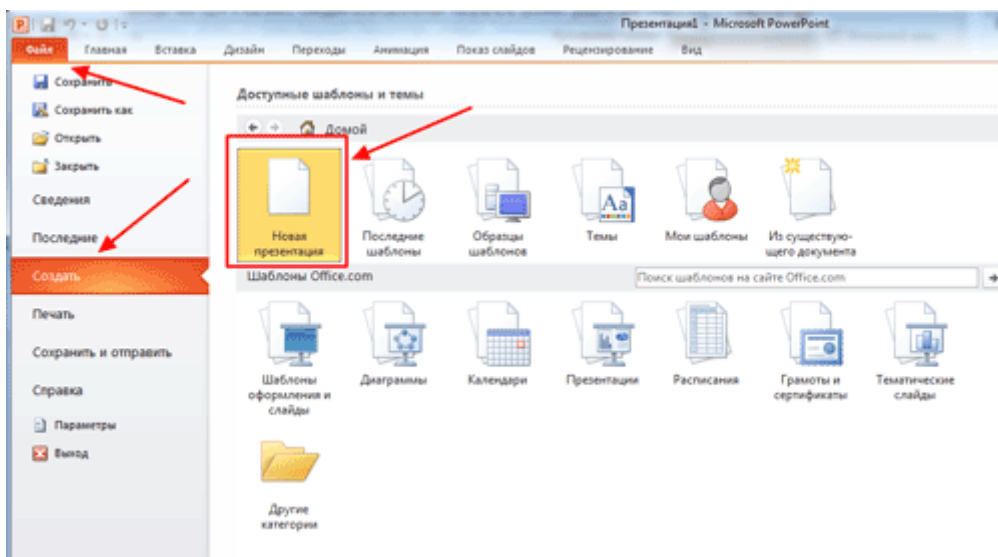 Презентация1 - Microsoft PowerPoint
Файл Главная Вставка Дизайн Переходы Анимация Показ слайдов Рецензирование Вид
Сохранить
Сохранить как
Открыть
Закрыть
Сведения
Последние
Создать
Печать
Сохранить и отправить
Справка
Параметры
Выход
Доступные шаблоны и темы
Домой
Новая
презентация
Последние
шаблоны
Образцы
шаблонов
Темы
Мои шаблоны
Из существую-
щего документа
Шаблоны Office.com
Поиск шаблонов на сайте Office.com
Шаблоны
оформления и
слайды
Диаграммы
Календари
Презентации
Расписания
Грамоты и
сертификаты
Тематические
слайды
Другие
категории